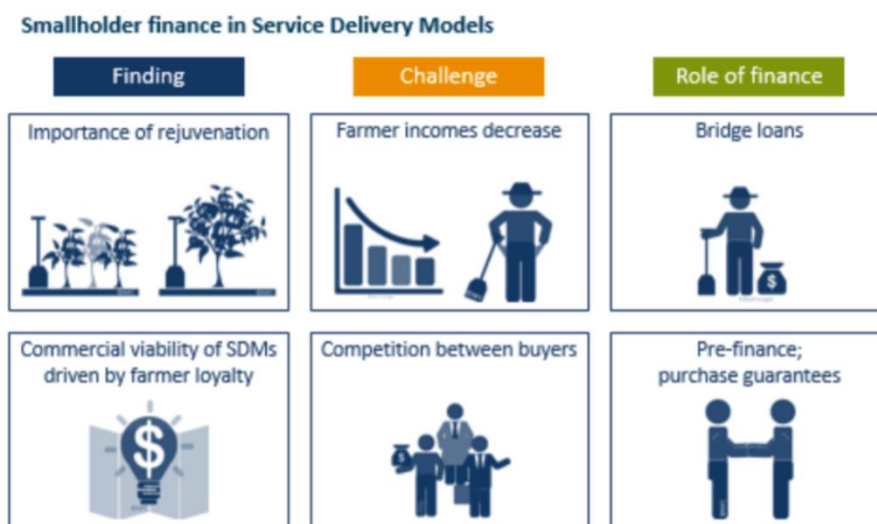 Smallholder finance in Service Delivery Models
Finding
Challenge
Role of finance
Importance of rejuvenation
Farmer incomes decrease
Bridge loans
$
Commercial viability of SDMs
driven by farmer loyalty
$
Competition between buyers
$
Pre-finance;
purchase guarantees